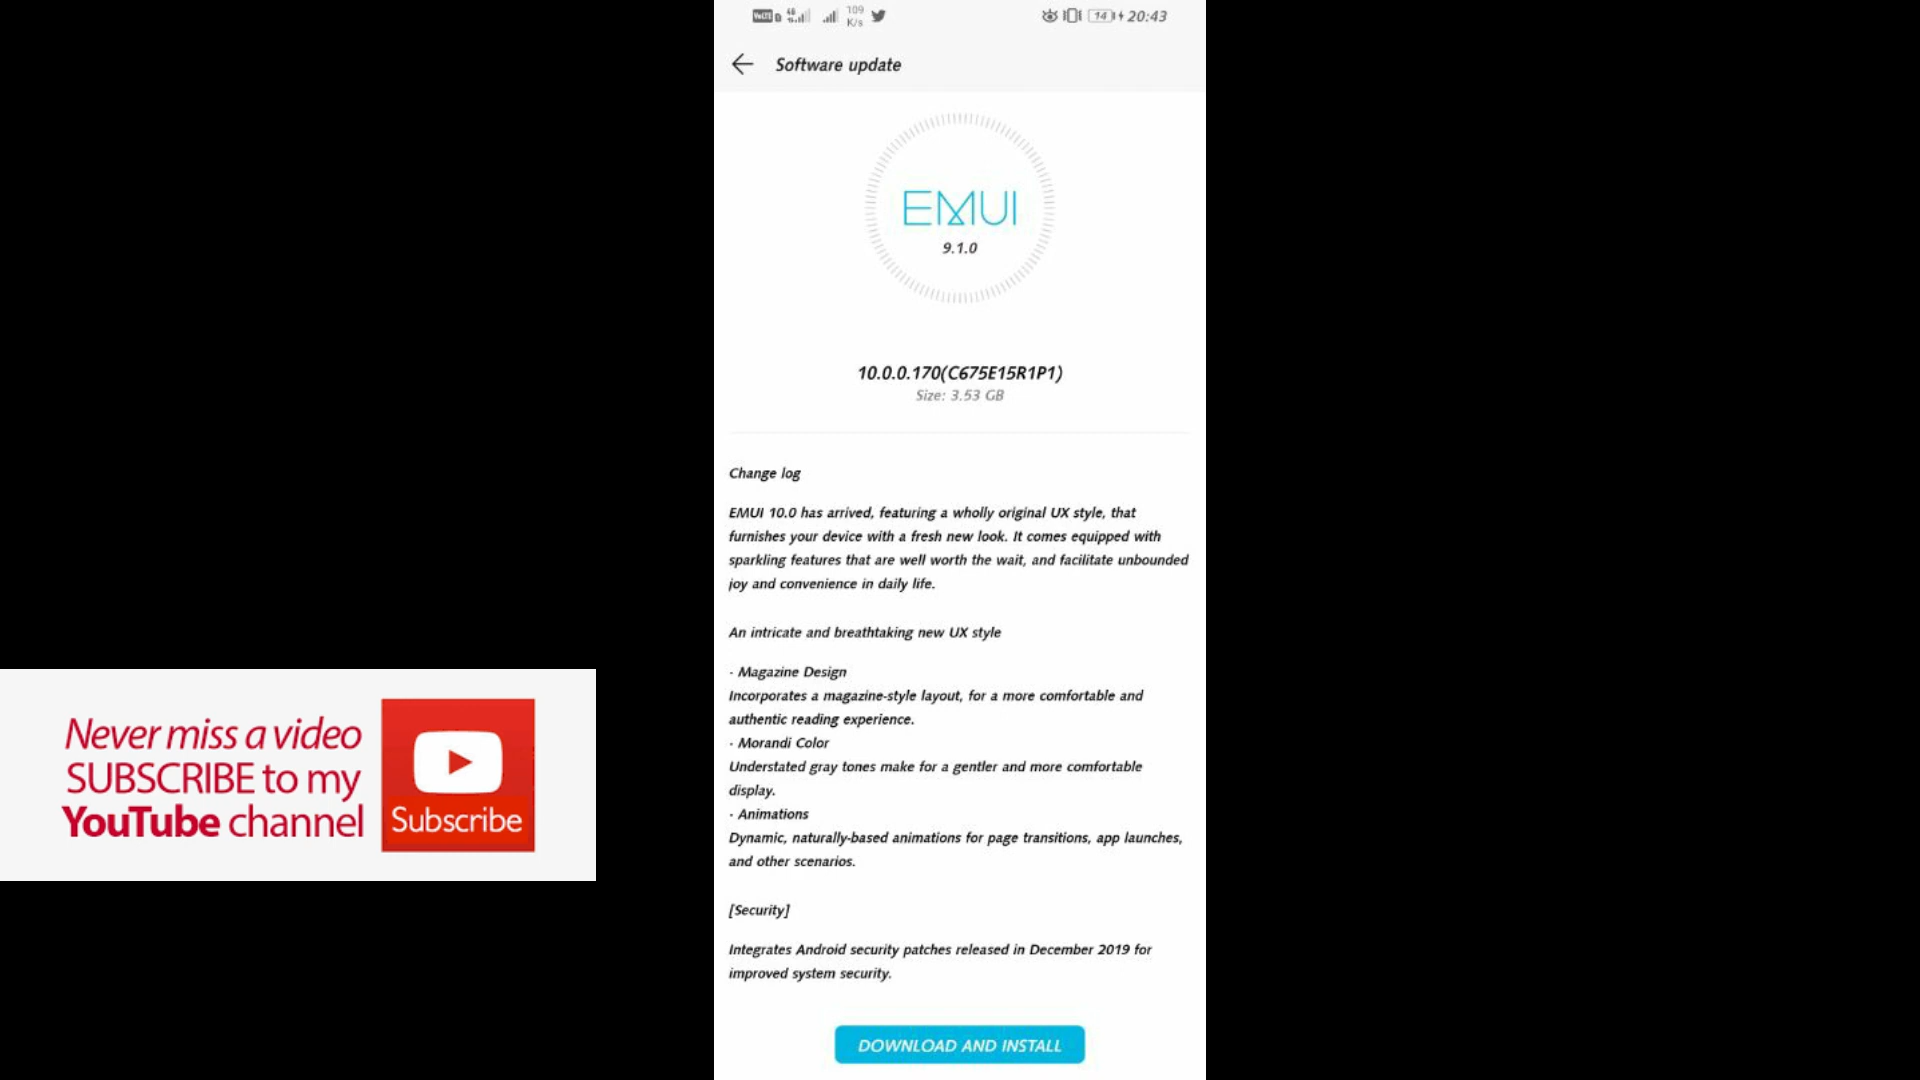 VoLTE 4G 109 K/s 14 20:43
Software update
EMUI
9.1.0
10.0.0.170(C675E15R1P1)
Size: 3.53 GB
Change log
EMUI 10.0 has arrived, featuring a wholly original UX style, that
furnishes your device with a fresh new look. It comes equipped with
sparkling features that are well worth the wait, and facilitate unbounded
joy and convenience in daily life.
An intricate and breathtaking new UX style
· Magazine Design
Incorporates a magazine-style layout, for a more comfortable and
authentic reading experience.
· Morandi Color
Understated gray tones make for a gentler and more comfortable
display.
· Animations
Dynamic, naturally-based animations for page transitions, app launches,
and other scenarios.
[Security]
Integrates Android security patches released in December 2019 for
improved system security.
DOWNLOAD AND INSTALL
Never miss a video
SUBSCRIBE to my
YouTube channel
Subscribe